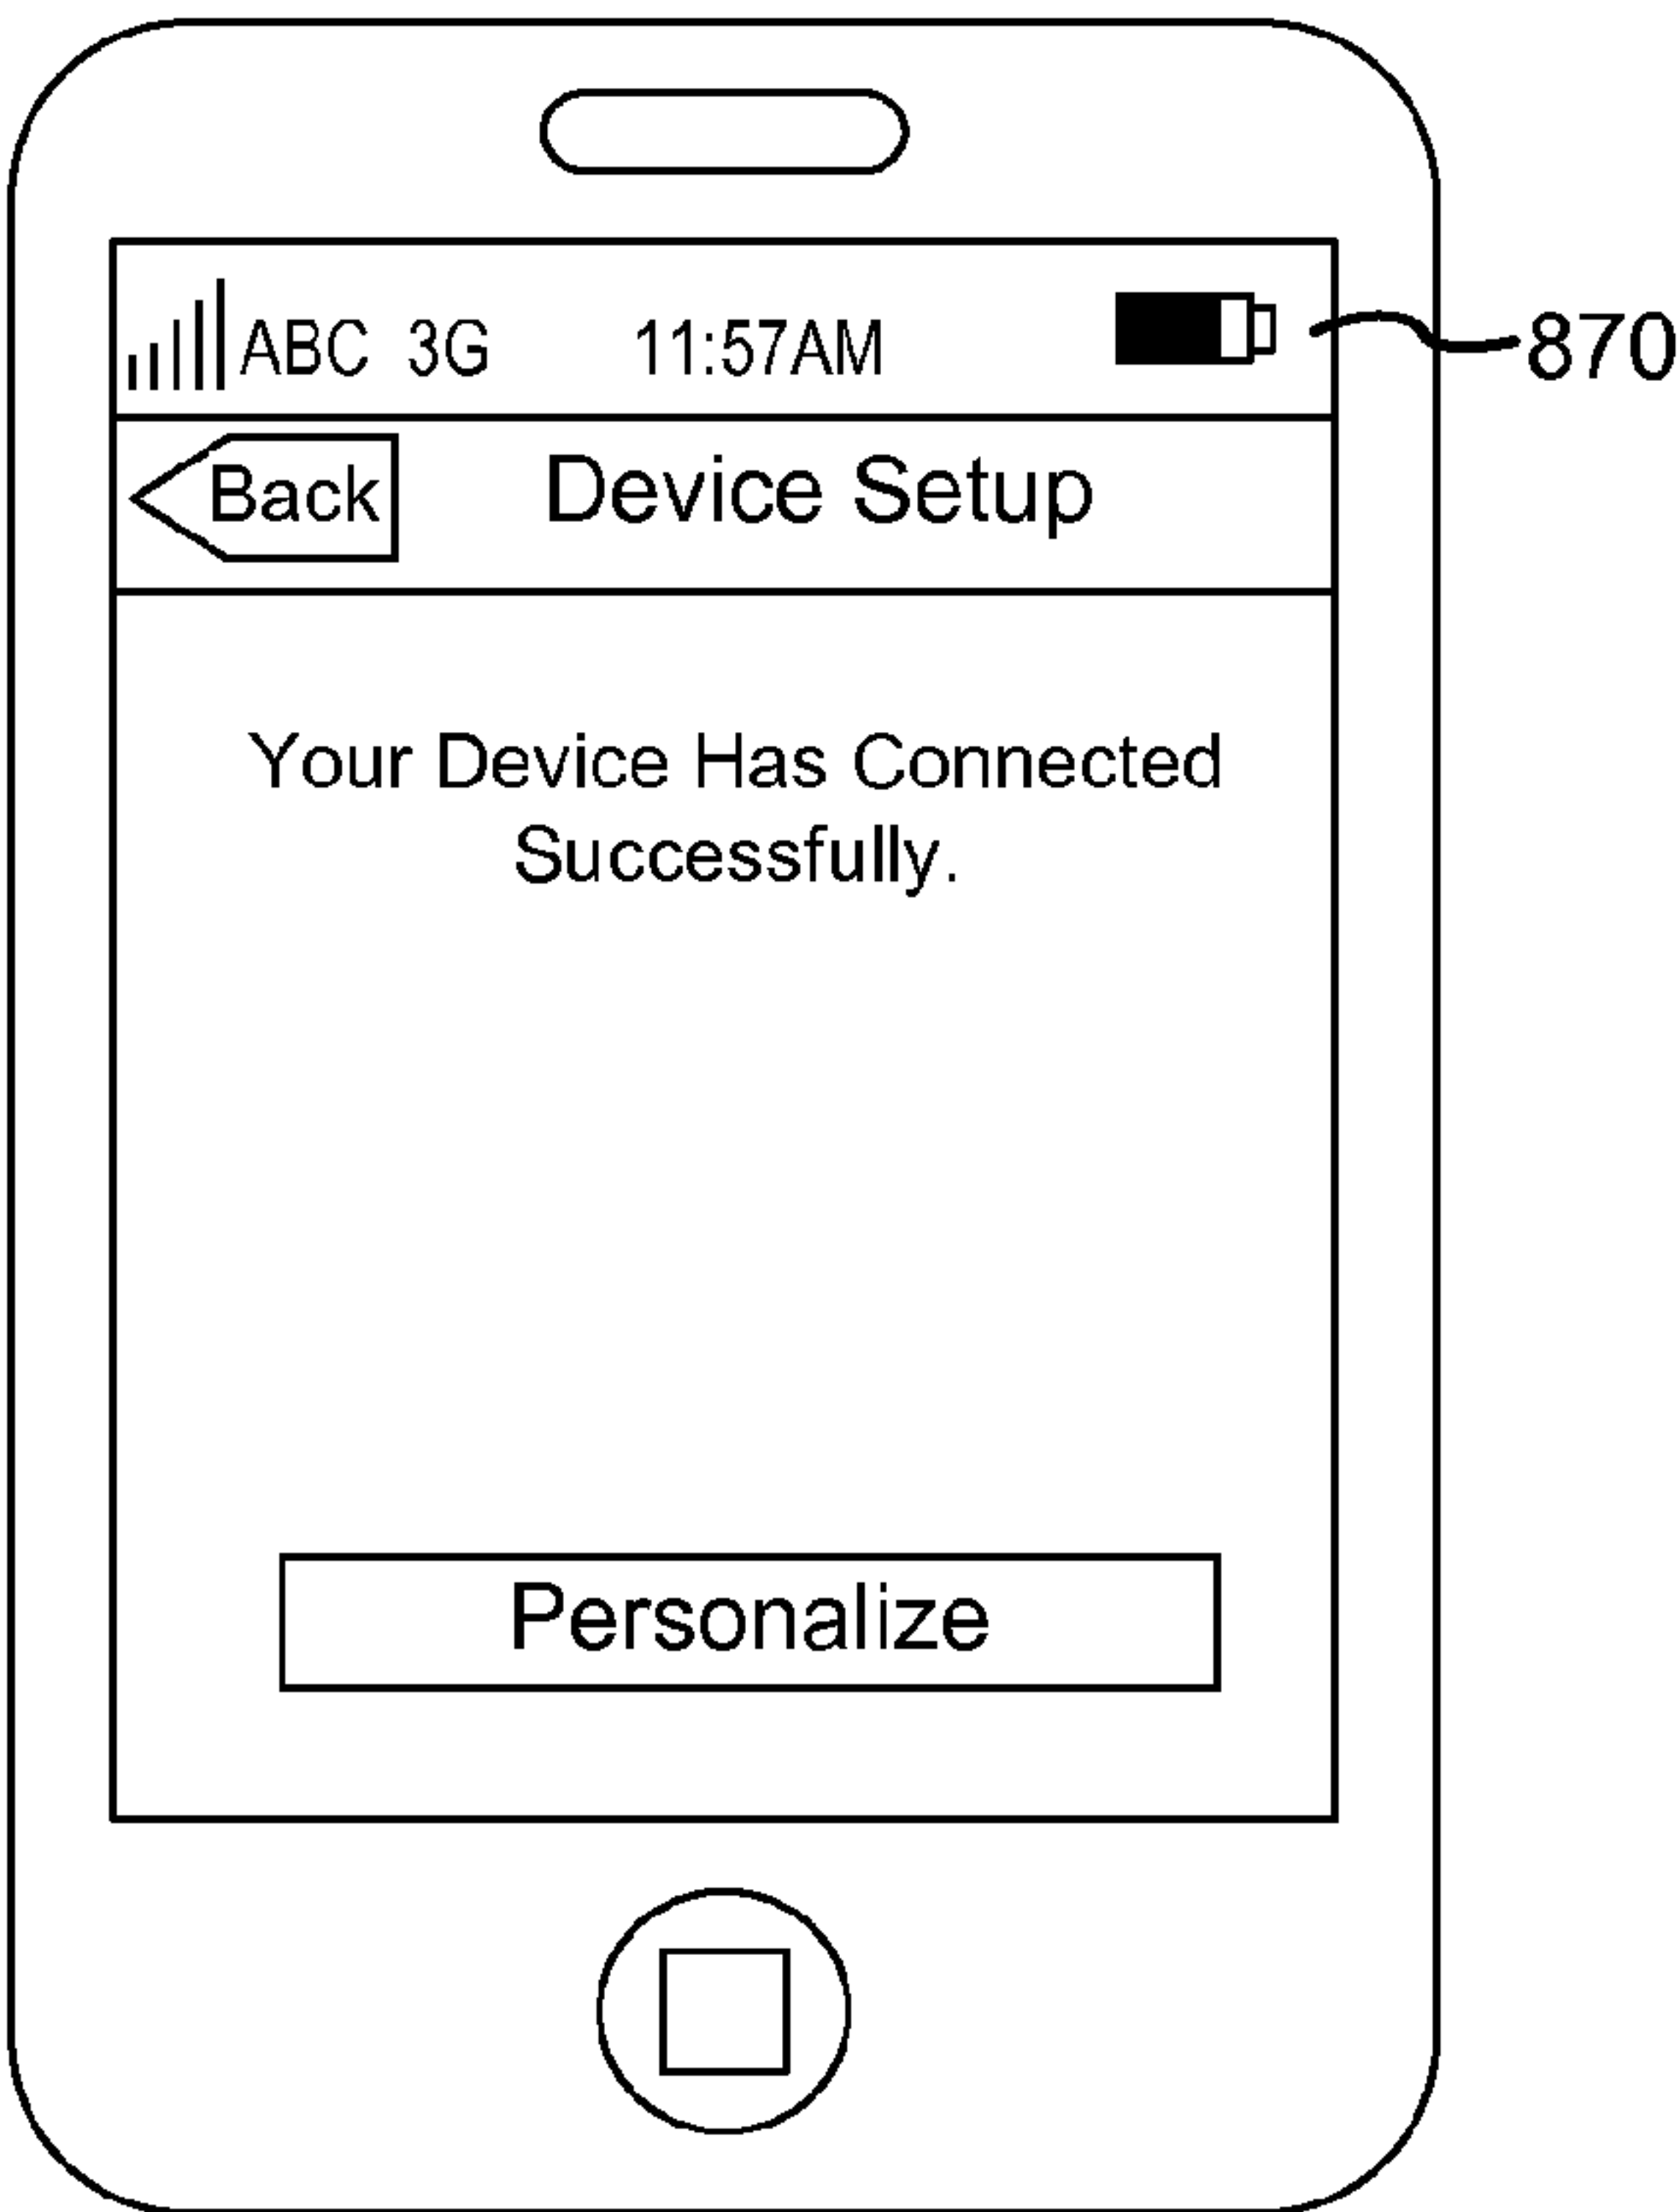 ABC 3G 11:57AM
870
Back Device Setup
Your Device Has Connected
Successfully.
Personalize